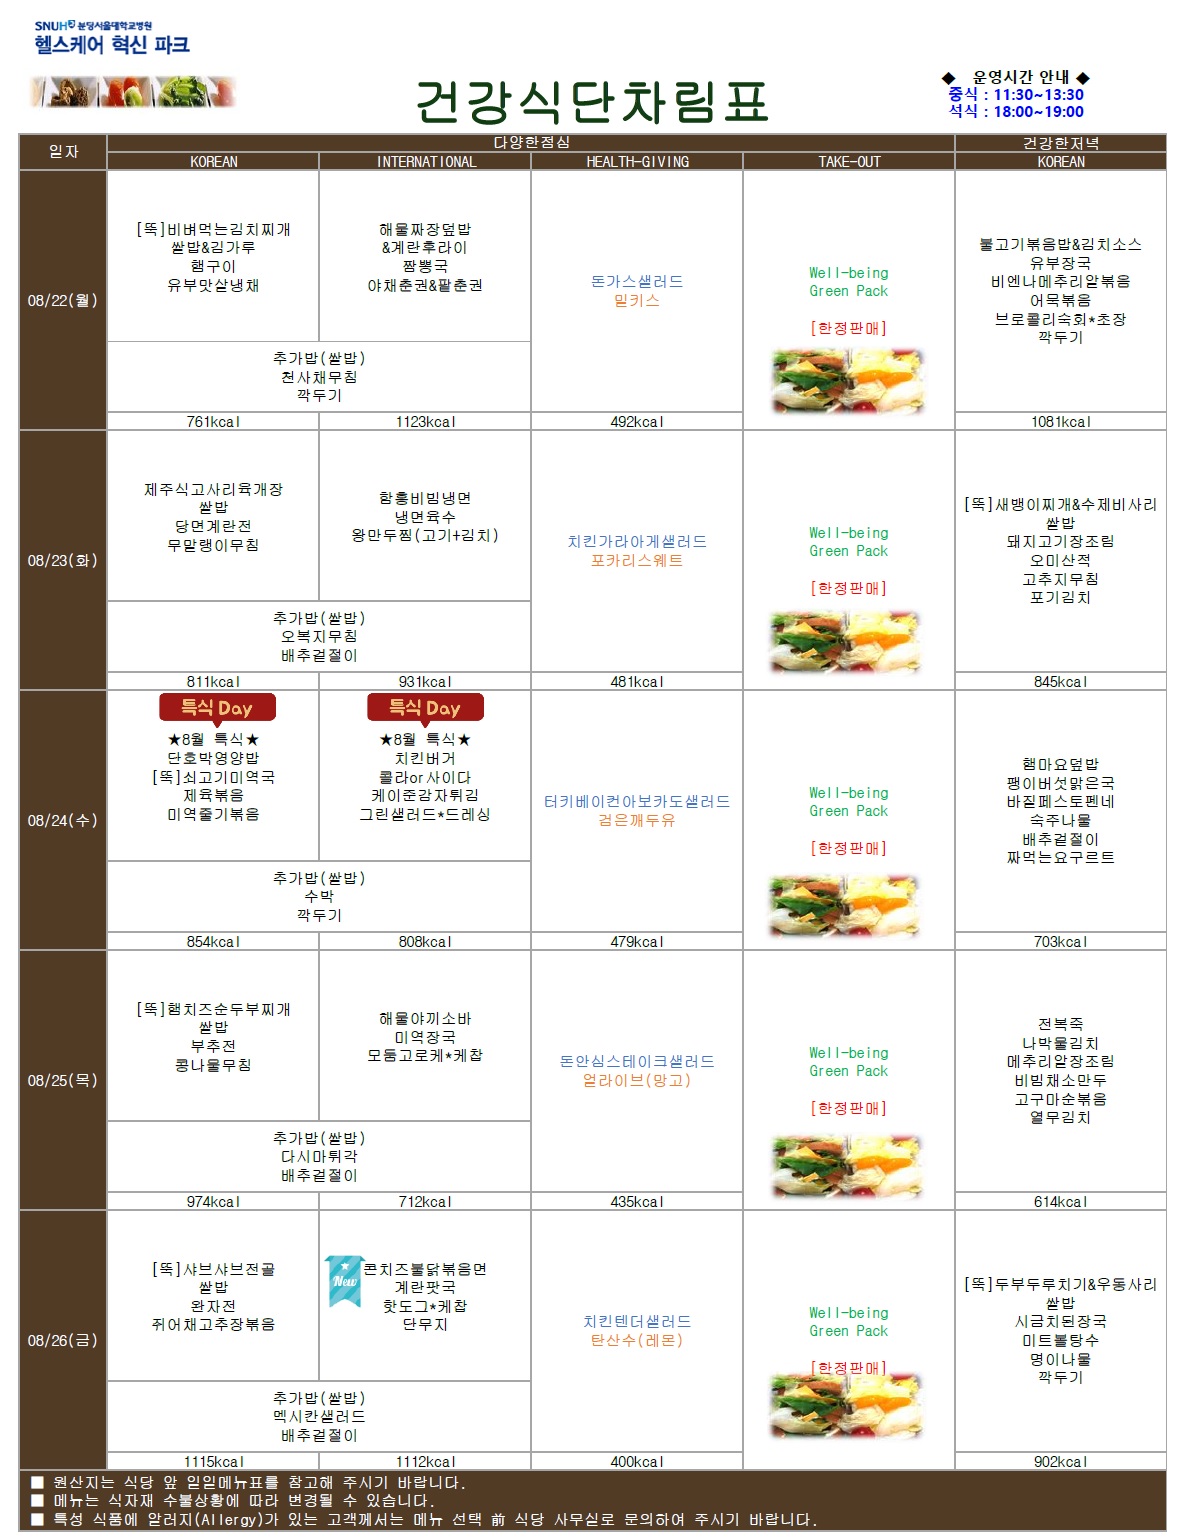 SNUH 분당서울대학교병원
헬스케어 혁신 파크
건강식단차림표
◆ 운영시간 안내 ◆
중식 : 11:30~13:30
석식 : 18:00~19:00
일자
다양한점심
건강한저녁
KOREAN
INTERNATIONAL
HEALTH-GIVING
TAKE-OUT
KOREAN
08/22(월)
[뚝]비벼먹는김치찌개
쌀밥&김가루
햄구이
유부맛살냉채
해물짜장덮밥
&계란후라이
짬뽕국
야채춘권&팥춘권
추가밥(쌀밥)
천사채무침
깍두기
돈가스샐러드
밀키스
Well-being
Green Pack
[한정판매]
불고기볶음밥&김치소스
유부장국
비엔나메추리알볶음
어묵볶음
브로콜리숙회*초장
깍두기
761kcal
1123kcal
492kcal
1081kcal
08/23(화)
제주식고사리육개장
쌀밥
당면계란전
무말랭이무침
함흥비빔냉면
냉면육수
왕만두찜(고기+김치)
추가밥(쌀밥)
오복지무침
배추겉절이
치킨가라아게샐러드
포카리스웨트
Well-being
Green Pack
[한정판매]
[뚝]새뱅이찌개&수제비사리
쌀밥
돼지고기장조림
오미산적
고추지무침
포기김치
811kcal
931kcal
481kcal
845kcal
08/24(수)
특식 Day
★8월 특식★
단호박영양밥
[뚝]쇠고기미역국
제육볶음
미역줄기볶음
특식 Day
★8월 특식★
치킨버거
콜라or사이다
케이준감자튀김
그린샐러드*드레싱
추가밥(쌀밥)
수박
깍두기
터키베이컨아보카도샐러드
검은깨두유
Well-being
Green Pack
[한정판매]
햄마요덮밥
팽이버섯맑은국
바질페스토펜네
숙주나물
배추겉절이
짜먹는요구르트
854kcal
808kcal
479kcal
703kcal
08/25(목)
[뚝]햄치즈순두부찌개
쌀밥
부추전
콩나물무침
해물야끼소바
미역장국
모둠고로케*케찹
추가밥(쌀밥)
다시마튀각
배추겉절이
돈안심스테이크샐러드
얼라이브(망고)
Well-being
Green Pack
[한정판매]
전복죽
나박물김치
메추리알장조림
비빔채소만두
고구마순볶음
열무김치
974kcal
712kcal
435kcal
614kcal
08/26(금)
[뚝]샤브샤브전골
쌀밥
완자전
쥐어채고추장볶음
New
콘치즈불닭볶음면
계란팟국
핫도그*케찹
단무지
추가밥(쌀밥)
멕시칸샐러드
배추겉절이
치킨텐더샐러드
탄산수(레몬)
Well-being
Green Pack
[한정판매]
[뚝]두부두루치기&우동사리
쌀밥
시금치된장국
미트볼탕수
명이나물
깍두기
1115kcal
1112kcal
400kcal
902kcal
■ 원산지는 식당 앞 일일메뉴표를 참고해 주시기 바랍니다.
■ 메뉴는 식자재 수불상황에 따라 변경될 수 있습니다.
■ 특성 식품에 알러지(Allergy)가 있는 고객께서는 메뉴 선택 前 식당 사무실로 문의하여 주시기 바랍니다.